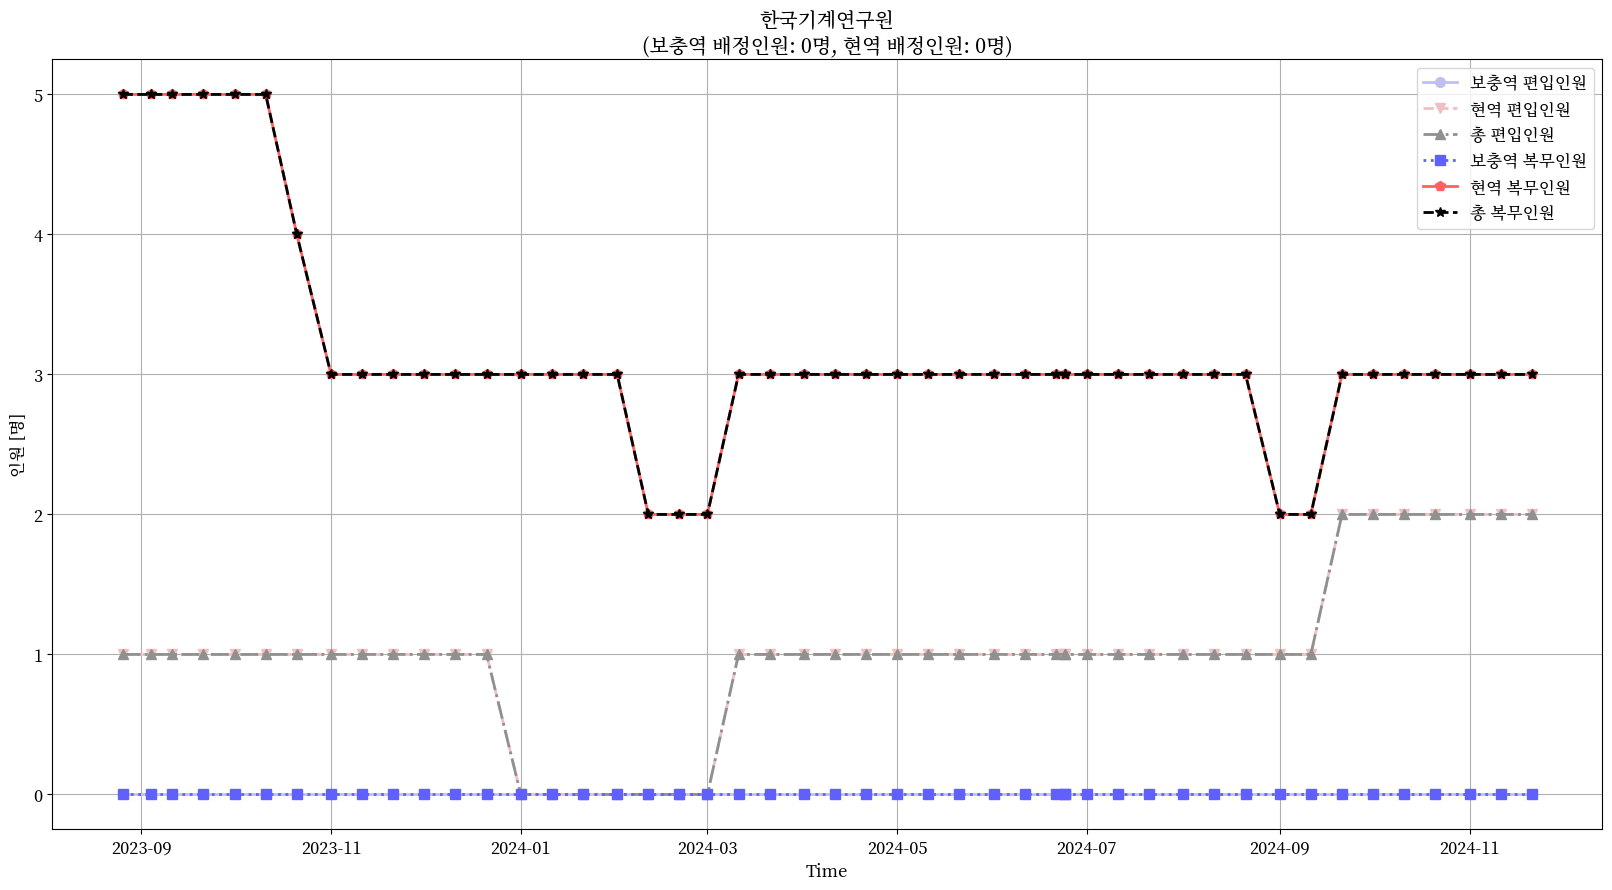 한국기계연구원
(보충역 배정인원: 0명, 현역 배정인원: 0명)
보충역 편입인원
현역 편입인원
총 편입인원
보충역 복무인원
현역 복무인원
총 복무인원
인원 [명]
5
4
3
2
1
0
2023-09 2023-11 2024-01 2024-03 2024-05 2024-07 2024-09 2024-11
Time